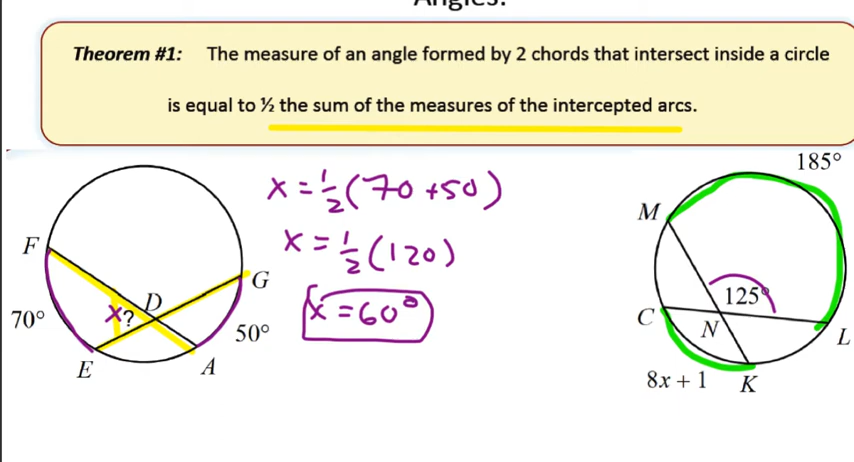 Angles:
Theorem #1: The measure of an angle formed by 2 chords that intersect inside a circle
is equal to ½ the sum of the measures of the intercepted arcs.
F
G
D
x?
70°
50°
E
A
x = 1/2 (70 + 50)
x = 1/2 (120)
x = 60°
185°
M
125°
C
N
L
8x + 1
K